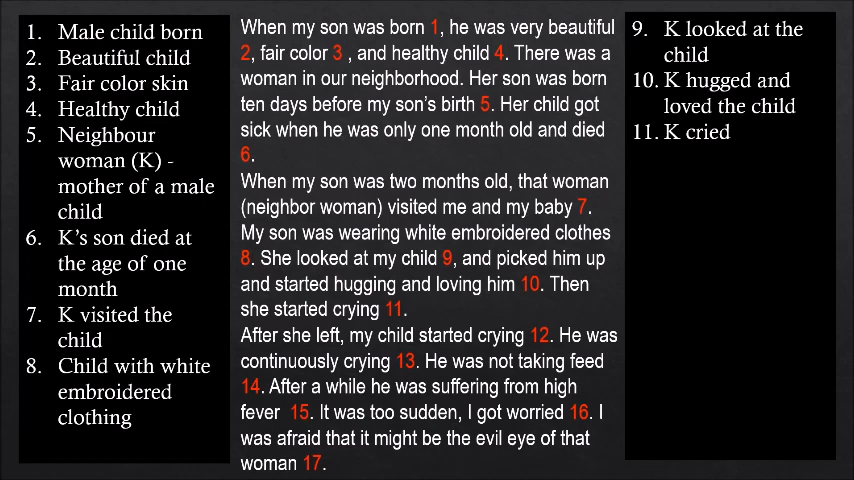 1. Male child born
2. Beautiful child
3. Fair color skin
4. Healthy child
5. Neighbour
woman (K) -
mother of a male
child
6. K's son died at
the age of one
month
7. K visited the
child
8. Child with white
embroidered
clothing
When my son was born 1, he was very beautiful
2, fair color 3 , and healthy child 4. There was a
woman in our neighborhood. Her son was born
ten days before my son's birth 5. Her child got
sick when he was only one month old and died
6.
When my son was two months old, that woman
(neighbor woman) visited me and my baby 7.
My son was wearing white embroidered clothes
8. She looked at my child 9, and picked him up
and started hugging and loving him 10. Then
she started crying 11.
After she left, my child started crying 12. He was
continuously crying 13. He was not taking feed
14. After a while he was suffering from high
fever 15. It was too sudden, I got worried 16. I
was afraid that it might be the evil eye of that
woman 17.
9. K looked at the
child
10. K hugged and
loved the child
11. K cried